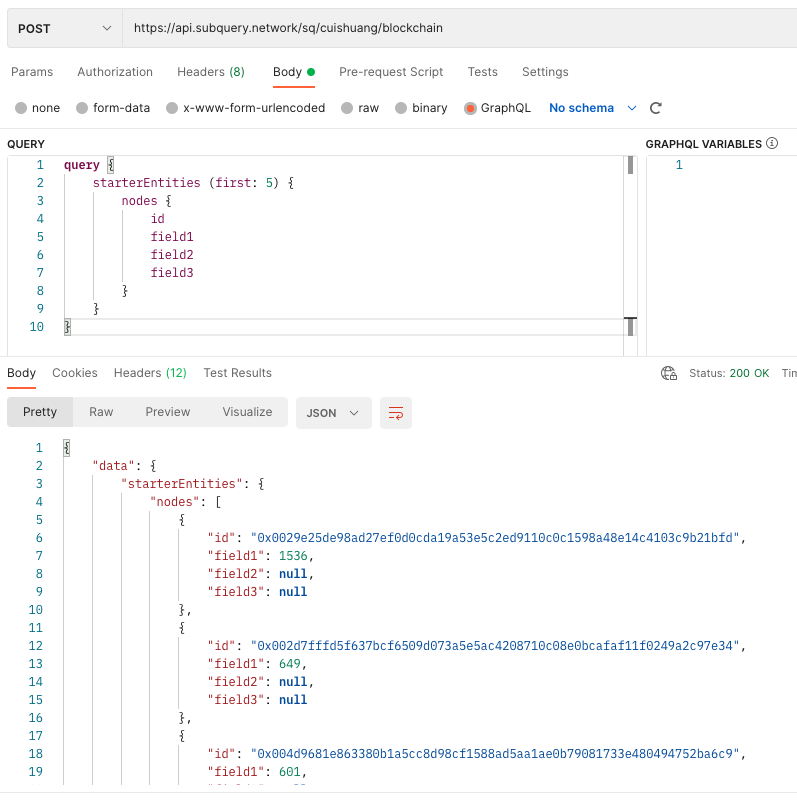 POST https://api.subquery.network/sq/cuishuang/blockchain
Params Authorization Headers (8) Body Pre-request Script Tests Settings
none form-data x-www-form-urlencoded raw binary GraphQL No schema
QUERY GRAPHQL VARIABLES
1 query { 1
2 starterEntities (first: 5) {
3 nodes {
4 id
5 field1
6 field2
7 field3
8 }
9 }
10 }
Body Cookies Headers (12) Test Results Status: 200 OK Tim
Pretty Raw Preview Visualize JSON
1 {
2 "data": {
3 "starterEntities": {
4 "nodes": [
5 {
6 "id": "0x0029e25de98ad27ef0d0cda19a53e5c2ed9110c0c1598a48e14c4103c9b21bfd",
7 "field1": 1536,
8 "field2": null,
9 "field3": null
10 },
11 {
12 "id": "0x002d7fffd5f637bcf6509d073a5e5ac4208710c08e0bcafaf11f0249a2c97e34",
13 "field1": 649,
14 "field2": null,
15 "field3": null
16 },
17 {
18 "id": "0x004d9681e863380b1a5cc8d98cf1588ad5aa1ae0b79081733e480494752ba6c9",
19 "field1": 601,